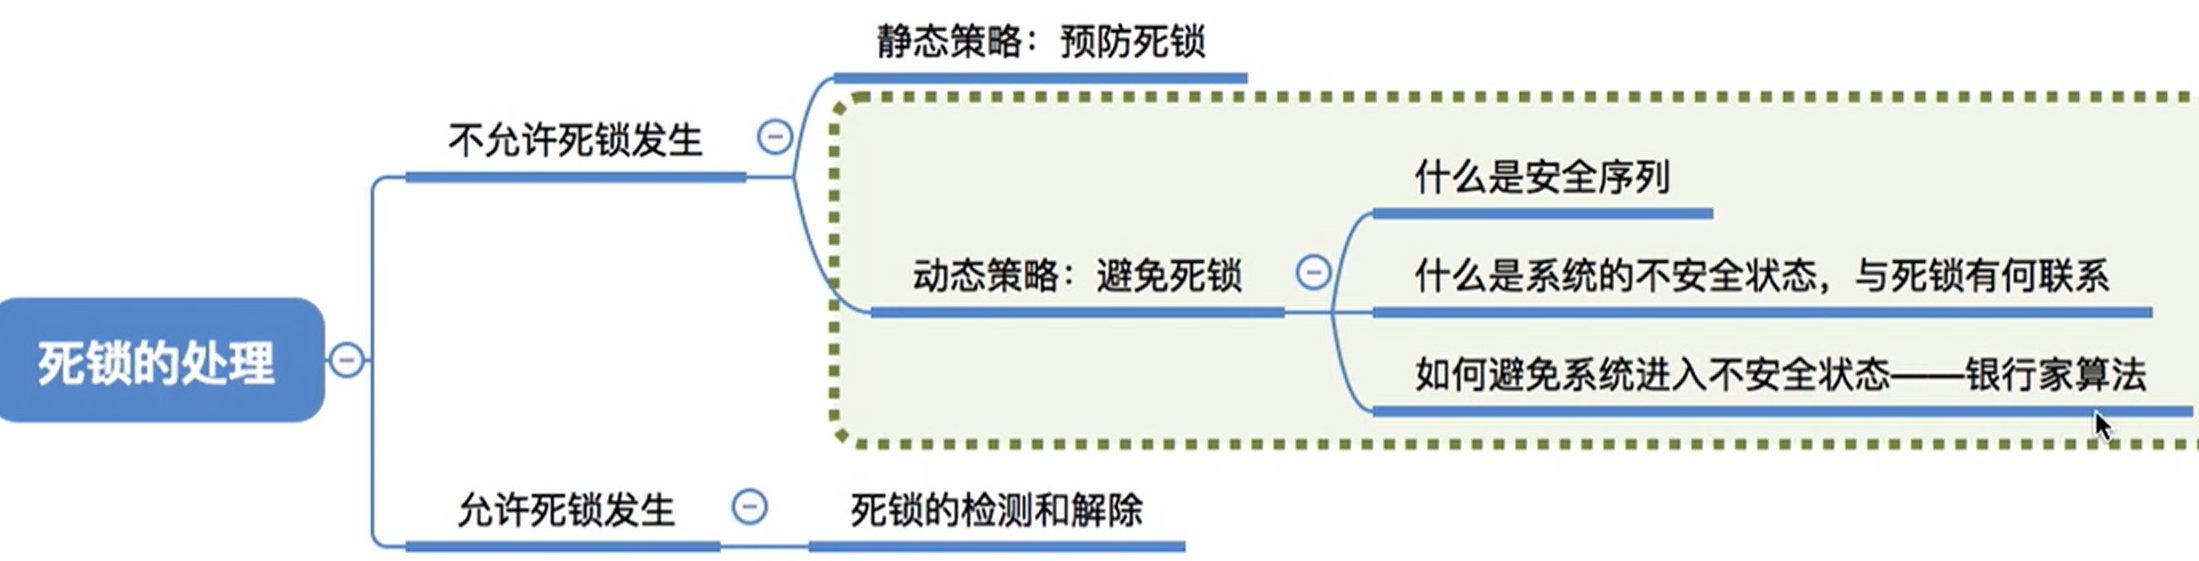 死锁的处理
不允许死锁发生
静态策略：预防死锁
动态策略：避免死锁
什么是安全序列
什么是系统的不安全状态，与死锁有何联系
如何避免系统进入不安全状态——银行家算法
允许死锁发生
死锁的检测和解除